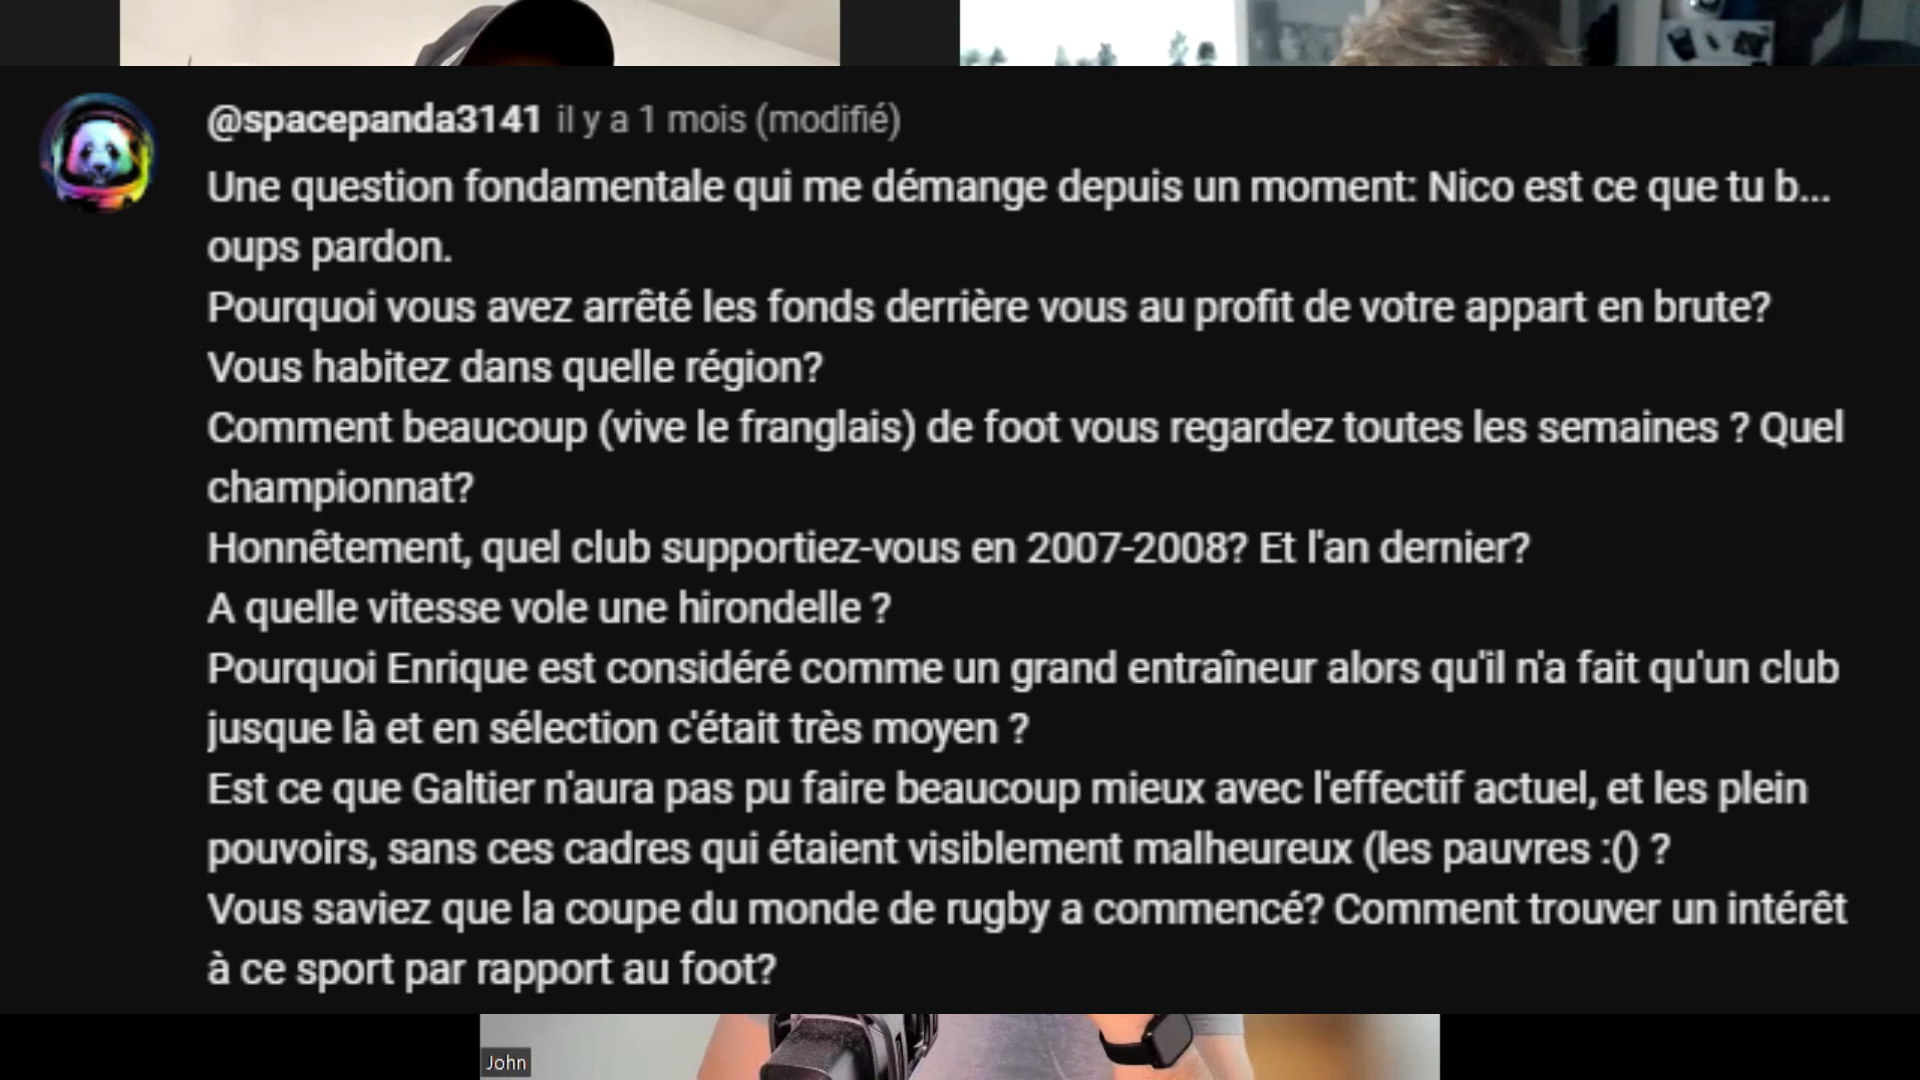 @spacepanda3141 il y a 1 mois (modifié)
Une question fondamentale qui me démange depuis un moment: Nico est ce que tu b...
oups pardon.
Pourquoi vous avez arrêté les fonds derrière vous au profit de votre appart en brute?
Vous habitez dans quelle région?
Comment beaucoup (vive le franglais) de foot vous regardez toutes les semaines ? Quel
championnat?
Honnêtement, quel club supportiez-vous en 2007-2008? Et l'an dernier?
A quelle vitesse vole une hirondelle ?
Pourquoi Enrique est considéré comme un grand entraîneur alors qu'il n'a fait qu'un club
jusque là et en sélection c'était très moyen ?
Est ce que Galtier n'aura pas pu faire beaucoup mieux avec l'effectif actuel, et les plein
pouvoirs, sans ces cadres qui étaient visiblement malheureux (les pauvres :() ?
Vous saviez que la coupe du monde de rugby a commencé? Comment trouver un intérêt
à ce sport par rapport au foot?
John